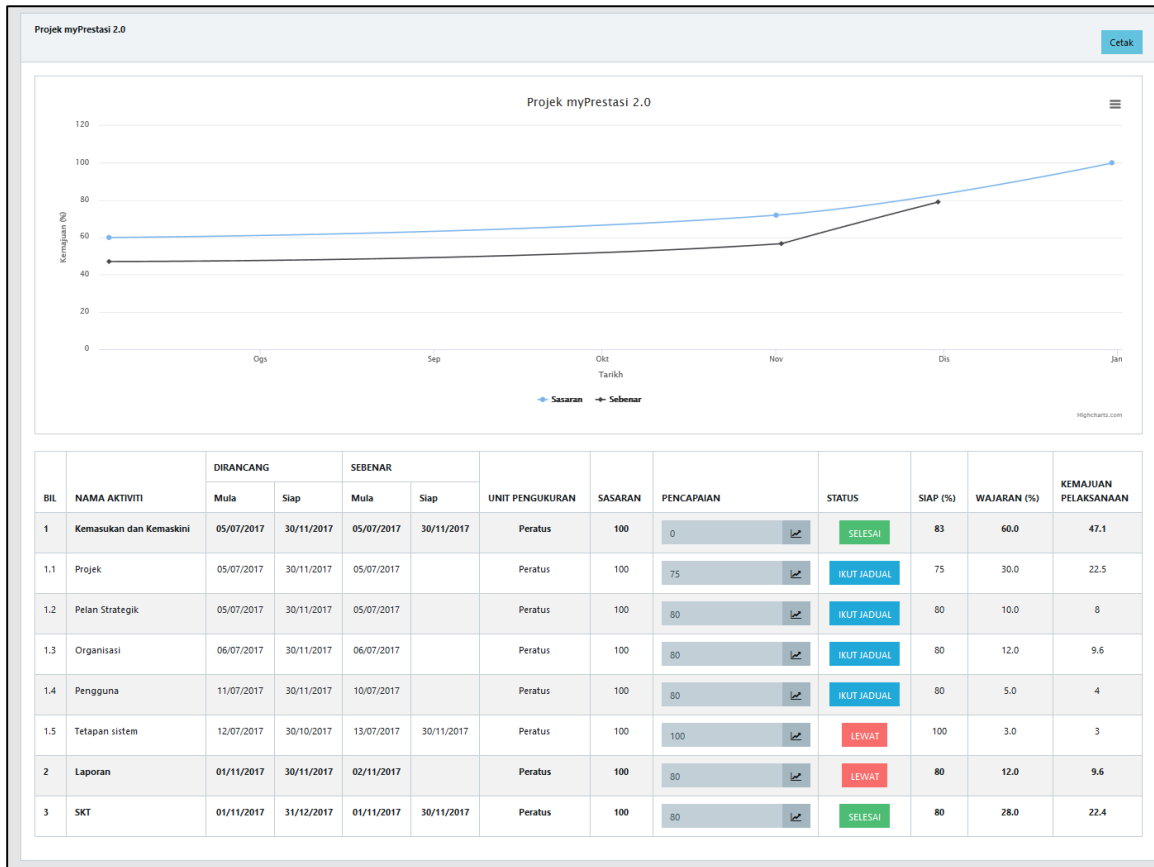 Projek myPrestasi 2.0
Cetak
Projek myPrestasi 2.0
120
100
80
60
40
20
0
Kemajuan (%)
Ogs Sep Okt Nov Dis Jan
Tarikh
Sasaran Sebenar
Highcharts.com
DIRANCANG SEBENAR
BIL NAMA AKTIVITI Mula Siap Mula Siap UNIT PENGUKURAN SASARAN PENCAPAIAN STATUS SIAP (%) WAJARAN (%) KEMAJUAN PELAKSANAAN
1 Kemasukan dan Kemaskini 05/07/2017 30/11/2017 05/07/2017 30/11/2017 Peratus 100 0 SELESAI 83 60.0 47.1
1.1 Projek 05/07/2017 30/11/2017 05/07/2017 Peratus 100 75 IKUT JADUAL 75 30.0 22.5
1.2 Pelan Strategik 05/07/2017 30/11/2017 05/07/2017 Peratus 100 80 IKUT JADUAL 80 10.0 8
1.3 Organisasi 06/07/2017 30/11/2017 06/07/2017 Peratus 100 80 IKUT JADUAL 80 12.0 9.6
1.4 Pengguna 11/07/2017 30/11/2017 10/07/2017 Peratus 100 80 IKUT JADUAL 80 5.0 4
1.5 Tetapan sistem 12/07/2017 30/10/2017 13/07/2017 30/11/2017 Peratus 100 100 LEWAT 100 3.0 3
2 Laporan 01/11/2017 30/11/2017 02/11/2017 Peratus 100 80 LEWAT 80 12.0 9.6
3 SKT 01/11/2017 31/12/2017 01/11/2017 30/11/2017 Peratus 100 80 SELESAI 80 28.0 22.4